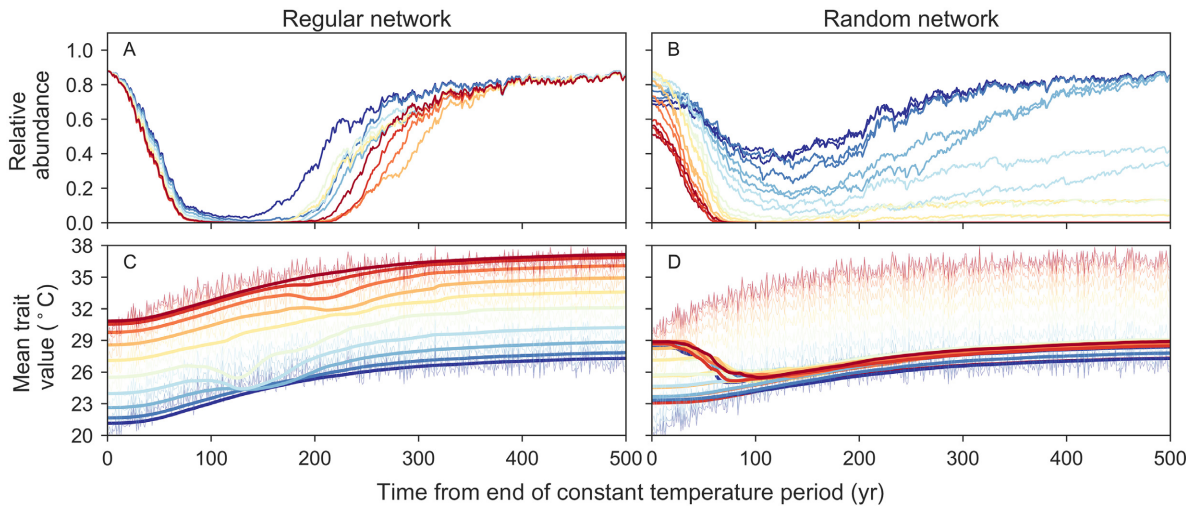 Regular network
Random network
Relative
abundance
1.0
0.8
0.6
0.4
0.2
0.0
A
B
Mean trait
value (°C)
38
35
32
29
26
23
20
C
D
0
100
200
300
400
500
0
100
200
300
400
500
Time from end of constant temperature period (yr)